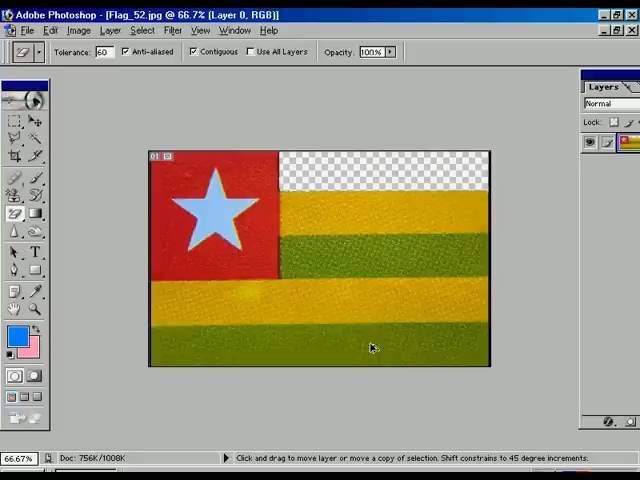 Adobe Photoshop - [Flag_52.jpg @ 66.7% (Layer 0, RGB)]
File Edit Image Layer Select Filter View Window Help
Tolerance: 60 Anti-aliased Contiguous Use All Layers Opacity: 100%
Layers
Normal
Lock:
01
66.67% Doc: 756K/1008K Click and drag to move layer or move a copy of selection. Shift constrains to 45 degree increments.